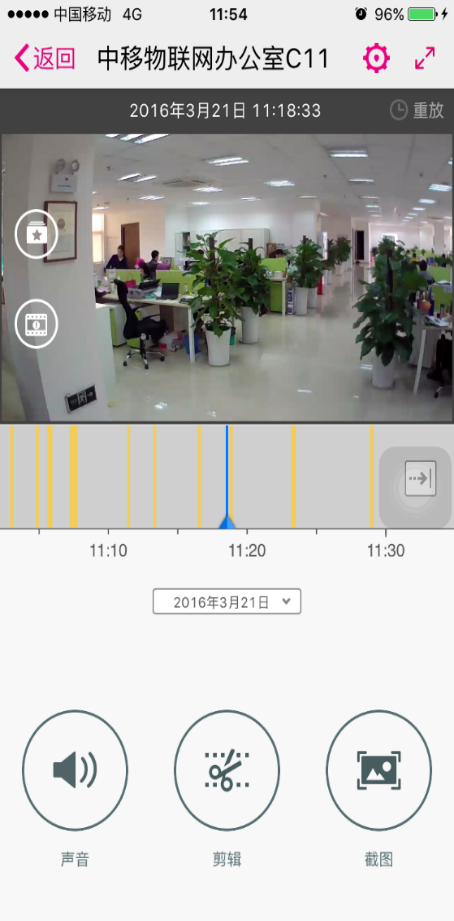 中国移动 4G 11:54 96%
返回 中移物联网办公室C11
2016年3月21日 11:18:33 重放
11:10 11:20 11:30
2016年3月21日
声音 剪辑 截图